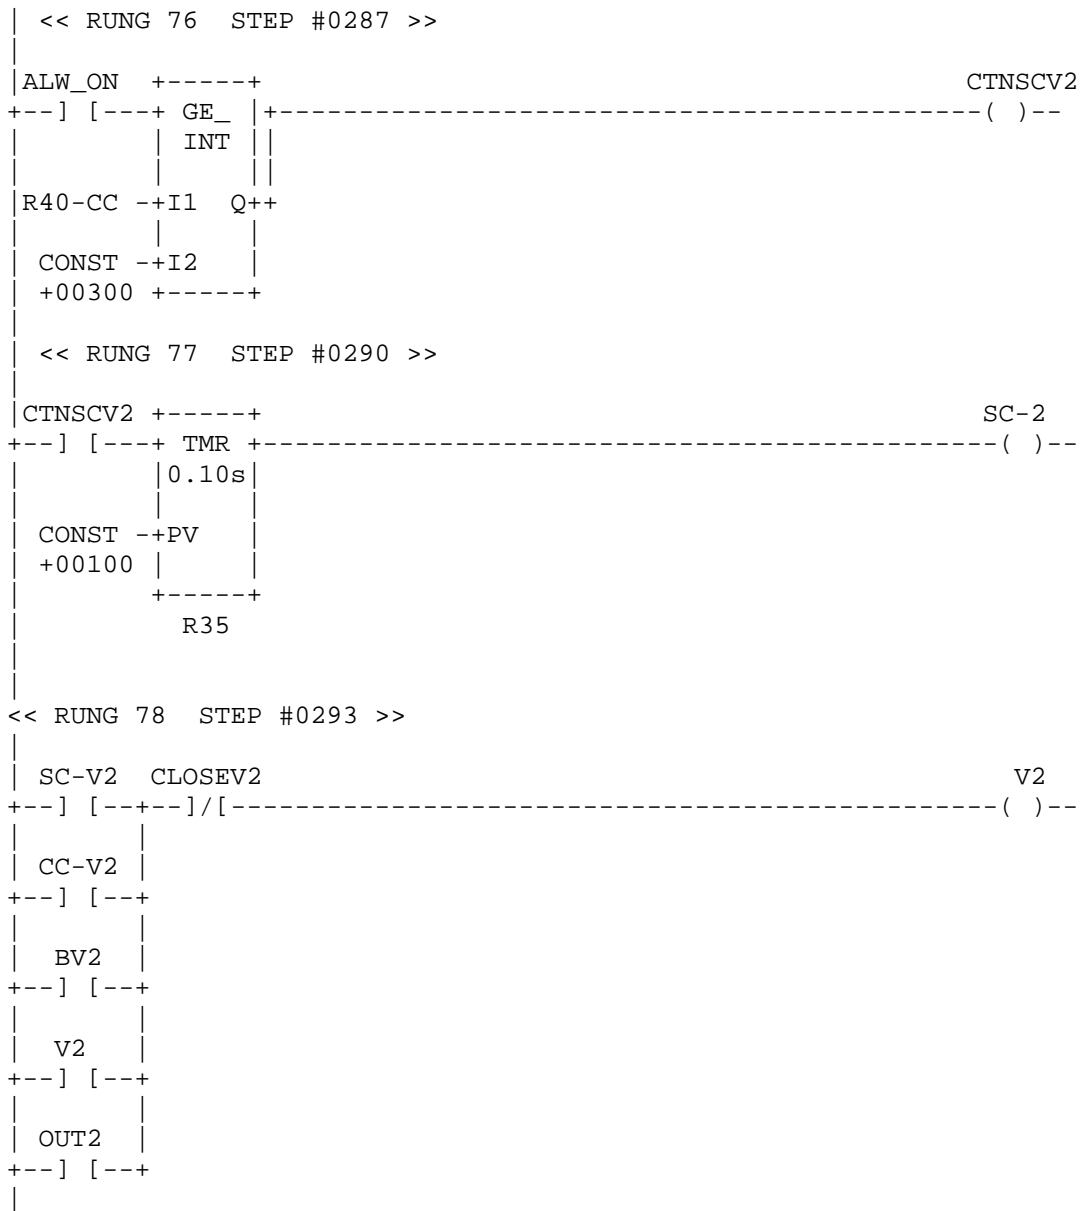 | << RUNG 76  STEP #0287 >>
|
|ALW_ON  +-----+                                            CTNSCV2
+--] [---+ GE_ |+--------------------------------------------( )--
|        | INT ||
|        |     ||
|R40-CC -+I1  Q++
|        |     |
| CONST -+I2   |
| +00300 +-----+
|
| << RUNG 77  STEP #0290 >>
|
|CTNSCV2 +-----+                                             SC-2
+--] [---+ TMR +----------------------------------------------( )--
|        |0.10s|
|        |     |
| CONST -+PV   |
| +00100 |     |
|        +-----+
|          R35
|
|
<< RUNG 78  STEP #0293 >>
|
| SC-V2  CLOSEV2                                               V2
+--] [--+--]/[------------------------------------------------( )--
|       |
| CC-V2 |
+--] [--+
|       |
|  BV2  |
+--] [--+
|       |
|  V2   |
+--] [--+
|       |
| OUT2  |
+--] [--+
|